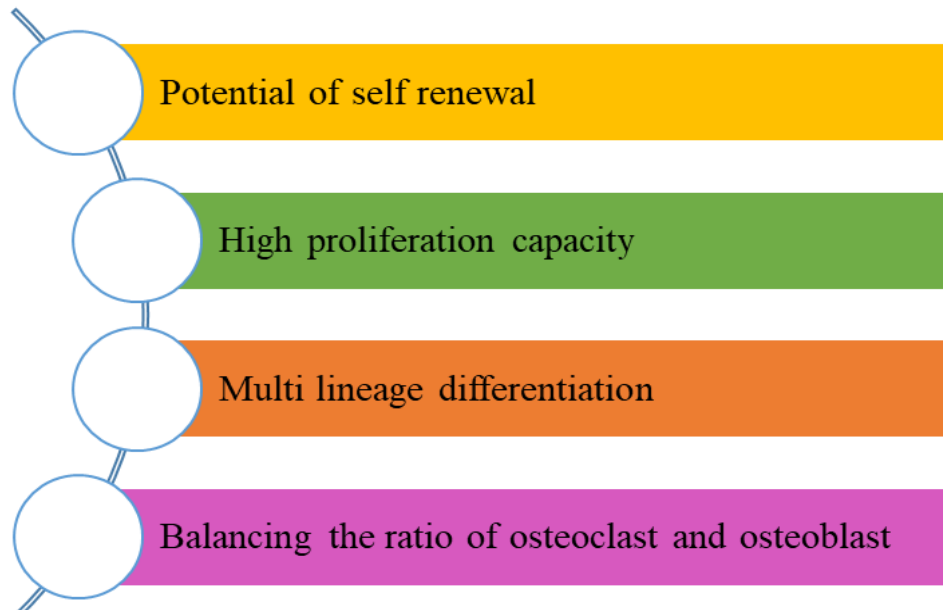 Potential of self renewal
High proliferation capacity
Multi lineage differentiation
Balancing the ratio of osteoclast and osteoblast